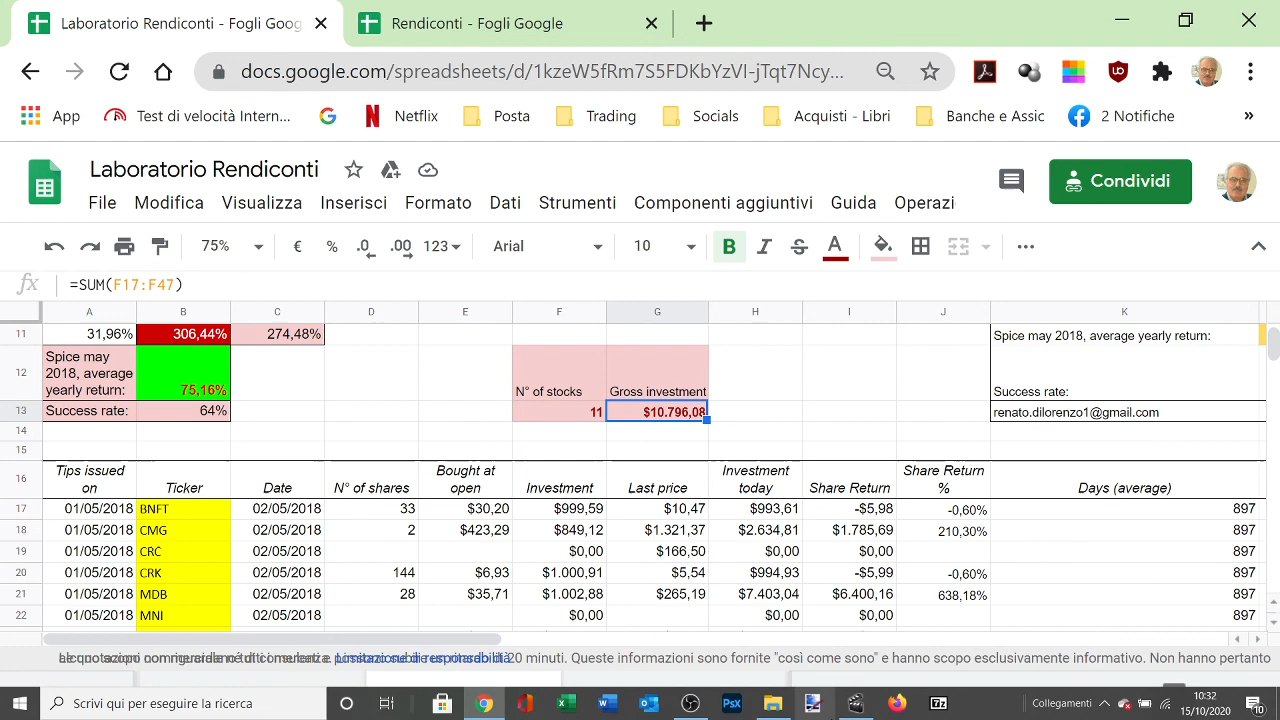 Laboratorio Rendiconti - Fogli Goog
Rendiconti - Fogli Google
docs.google.com/spreadsheets/d/1kzeW5fRm7S5FDKbYzVI-jTqt7Ncy...
App
Test di velocità Intern...
Netflix
Posta
Trading
Socials
Acquisti - Libri
Banche e Assic
2 Notifiche
»
Laboratorio Rendiconti
Condividi
File Modifica Visualizza Inserisci Formato Dati Strumenti Componenti aggiuntivi Guida Operazi
75% € % .0 .00 123 Arial 10 B I S A
fx =SUM(F17:F47)
A B C D E F G H I J K
11 31,96% 306,44% 274,48% Spice may 2018, average yearly return:
12 Spice may 2018, average yearly return: 75,16% N° of stocks Gross investment Success rate:
13 Success rate: 64% 11 $10.796,08 renato.dilorenzo1@gmail.com
14
15
16 Tips issued on Ticker Date N° of shares Bought at open Investment Last price Investment today Share Return Share Return % Days (average)
17 01/05/2018 BNFT 02/05/2018 33 $30,20 $999,59 $10,47 $993,61 -$5,98 -0,60% 897
18 01/05/2018 CMG 02/05/2018 2 $423,29 $849,12 $1.321,37 $2.634,81 $1.785,69 210,30% 897
19 01/05/2018 CRC 02/05/2018 $0,00 $166,50 $0,00 $0,00 897
20 01/05/2018 CRK 02/05/2018 144 $6,93 $1.000,91 $5,54 $994,93 -$5,99 -0,60% 897
21 01/05/2018 MDB 02/05/2018 28 $35,71 $1.002,88 $265,19 $7.403,04 $6.400,16 638,18% 897
22 01/05/2018 MNI 02/05/2018 $0,00 $0,00 $0,00 897
20 minuti. Queste informazioni sono fornite "così come sono" e hanno scopo esclusivamente informativo. Non hanno pertanto
Scrivi qui per eseguire la ricerca
Psx
7z
Collegamenti
10:32
15/10/2020
10